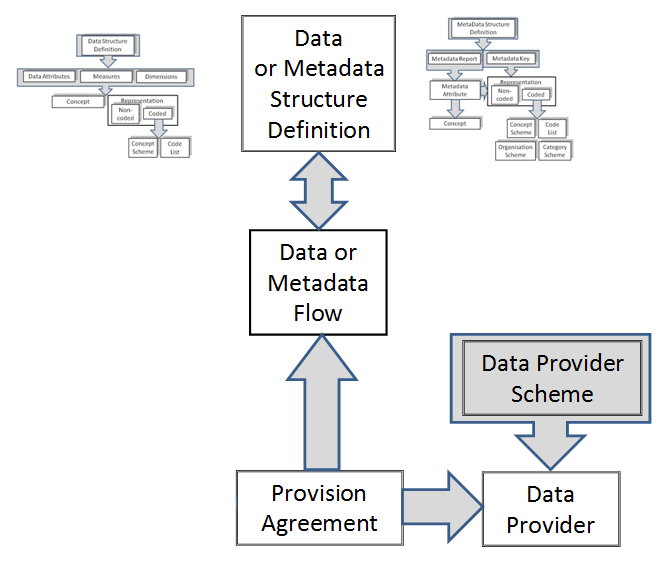 Data Structure
Definition
Data Attributes
Measures
Dimensions
Concept
Representation
Non-
coded
Coded
Concept
Scheme
Code
List
Data
or Metadata
Structure
Definition
MetaData Structure
Definition
Metadata Report
Metadata Key
Metadata
Attribute
Representation
Non-
coded
Coded
Concept
Concept
Scheme
Code
List
Organisation
Scheme
Category
Scheme
Data or
Metadata
Flow
Data Provider
Scheme
Provision
Agreement
Data
Provider